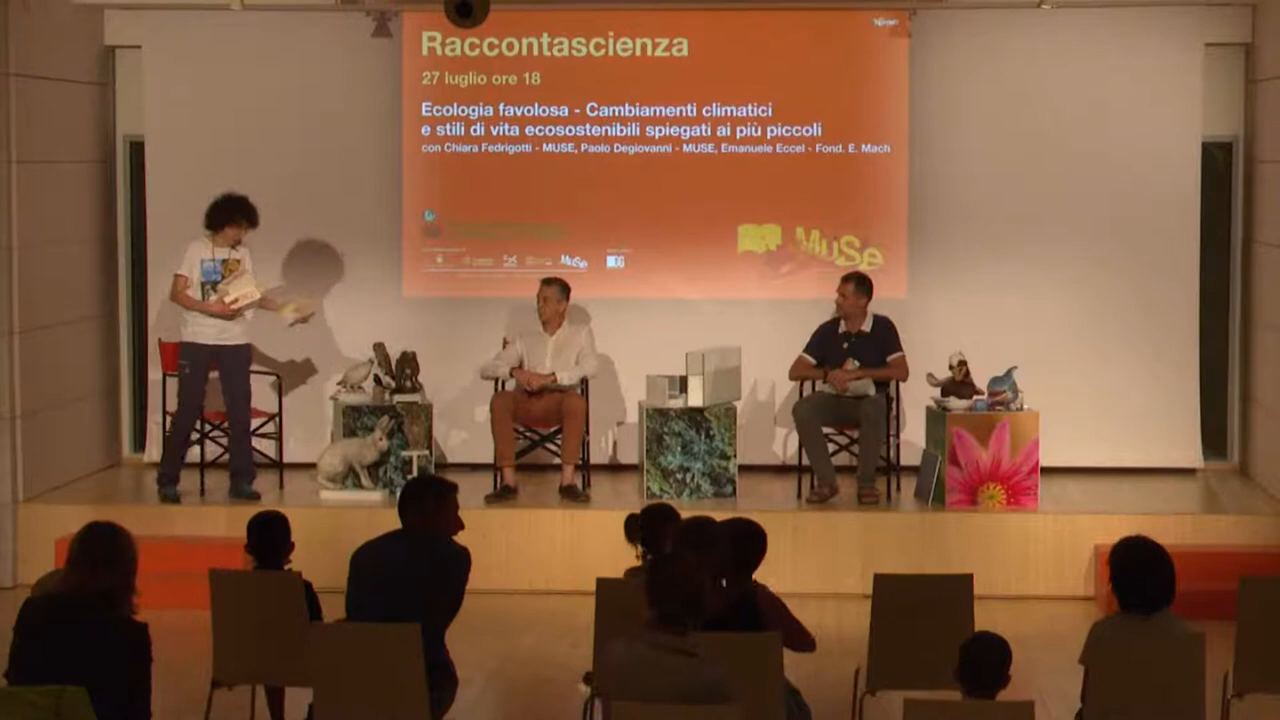 Raccontascienza
27 luglio ore 18
Ecologia favolosa - Cambiamenti climatici
e stili di vita ecosostenibili spiegati ai più piccoli
con Chiara Fedrigotti - MUSE, Paolo Degiovanni - MUSE, Emanuele Eccel - Fond. E. Mach
MuSe
MuSe